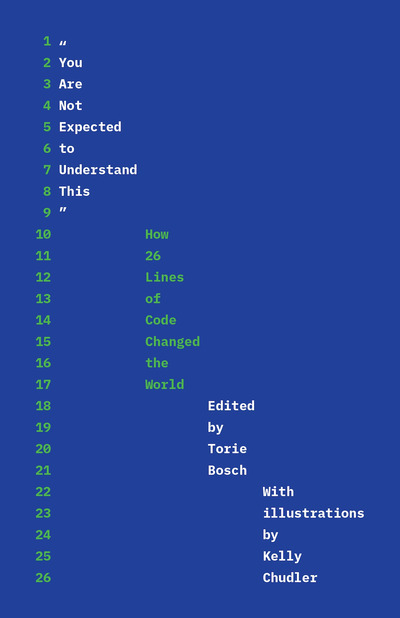 1 “
2 You
3 Are
4 Not
5 Expected
6 to
7 Understand
8 This
9 ”
10 How
11 26
12 Lines
13 of
14 Code
15 Changed
16 the
17 World
18 Edited
19 by
20 Torie
21 Bosch
22 With
23 illustrations
24 by
25 Kelly
26 Chudler